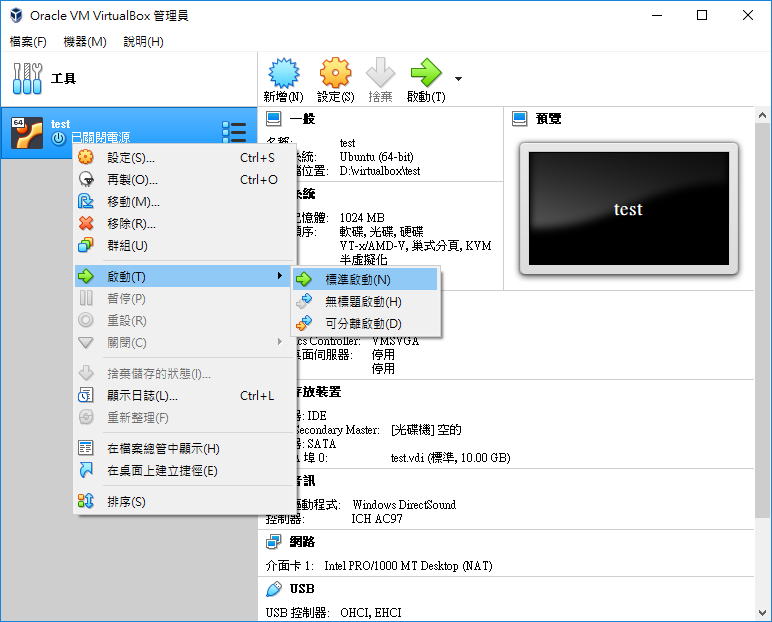 Oracle VM VirtualBox 管理員
檔案(F) 機器(M) 說明(H)
工具
新增(N) 設定(S) 捨棄 啟動(T)
64
test
已關閉電源
設定(S)... Ctrl+S
再製(O)... Ctrl+O
移動(M)...
移除(R)...
群組(U)
啟動(T)
暫停(P)
重設(R)
關閉(C)
捨棄儲存的狀態(I)...
顯示日誌(L)... Ctrl+L
重新整理(F)
在檔案總管中顯示(H)
在桌面上建立捷徑(E)
排序(S)
標準啟動(N)
無標題啟動(H)
可分離啟動(D)
一般
test
系統: Ubuntu (64-bit)
位置: D:\virtualbox\test
系統
記憶體: 1024 MB
順序: 軟碟, 光碟, 硬碟
VT-x/AMD-V, 巢式分頁, KVM
半虛擬化
預覽
test
cs Controller: VMSVGA
桌面伺服器: 停用
停用
存放裝置
器: IDE
Secondary Master: [光碟機] 空的
器: SATA
A 埠 0: test.vdi (標準, 10.00 GB)
音訊
驅動程式: Windows DirectSound
控制器: ICH AC97
網路
介面卡 1: Intel PRO/1000 MT Desktop (NAT)
USB
USB 控制器: OHCI, EHCI